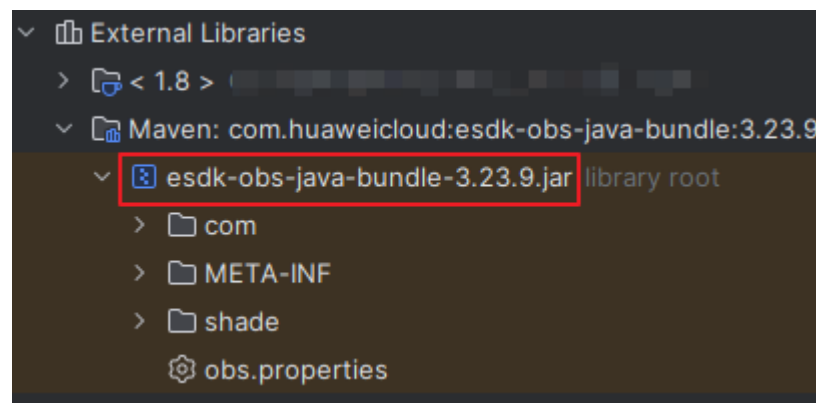 External Libraries
< 1.8 >
Maven: com.huaweicloud:esdk-obs-java-bundle:3.23.9
esdk-obs-java-bundle-3.23.9.jar library root
com
META-INF
shade
obs.properties